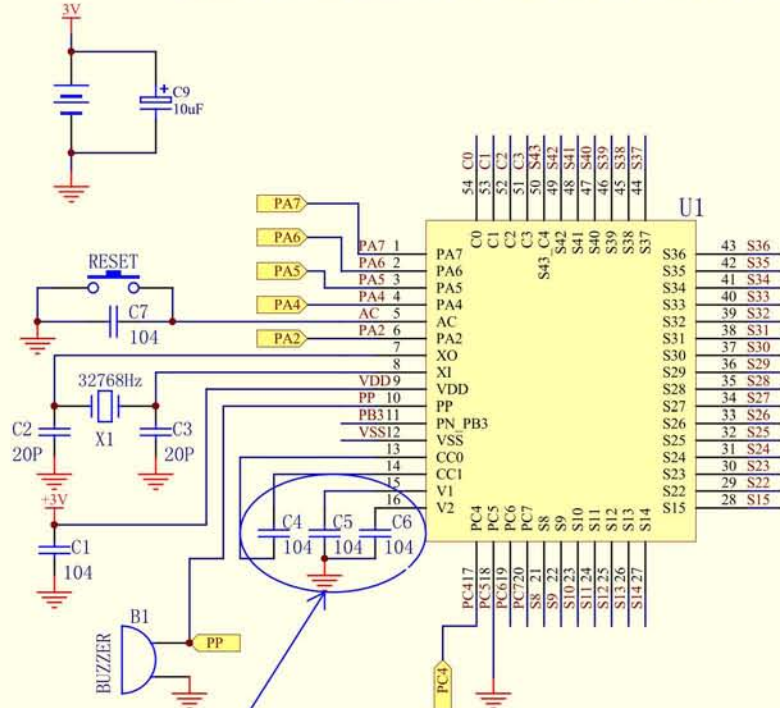 3V
C9
10uF
54 C0
53 C1
52 C2
51 C3
50 S43
49 S42
48 S41
47 S40
46 S39
45 S38
44 S37
U1
PA7
PA6
PA5
PA4
PA2
RESET
C7
104
PA7 1
PA6 2
PA5 3
PA4 4
AC 5
PA2 6
7
8
VDD 9
PP 10
PB3 11
VSS 12
13
14
15
16
C0
C1
C2
C3
S43_C4
S42
S41
S40
S39
S38
S37
PA7
PA6
PA5
PA4
AC
PA2
XO
XI
VDD
PP
PN_PB3
VSS
CC0
CC1
V1
V2
S36
S35
S34
S33
S32
S31
S30
S29
S28
S27
S26
S25
S24
S23
S22
S15
43 S36
42 S35
41 S34
40 S33
39 S32
38 S31
37 S30
36 S29
35 S28
34 S27
33 S26
32 S25
31 S24
30 S23
29 S22
28 S15
PC4
PC5
PC6
PC7
S8
S9
S10
S11
S12
S13
S14
PC417
PC518
PC619
PC720
S8 21
S9 22
S10 23
S11 24
S12 25
S13 26
S14 27
32768Hz
X1
C2
20P
C3
20P
+3V
C1
104
C4
104
C5
104
C6
104
B1
BUZZER
PP
PC4